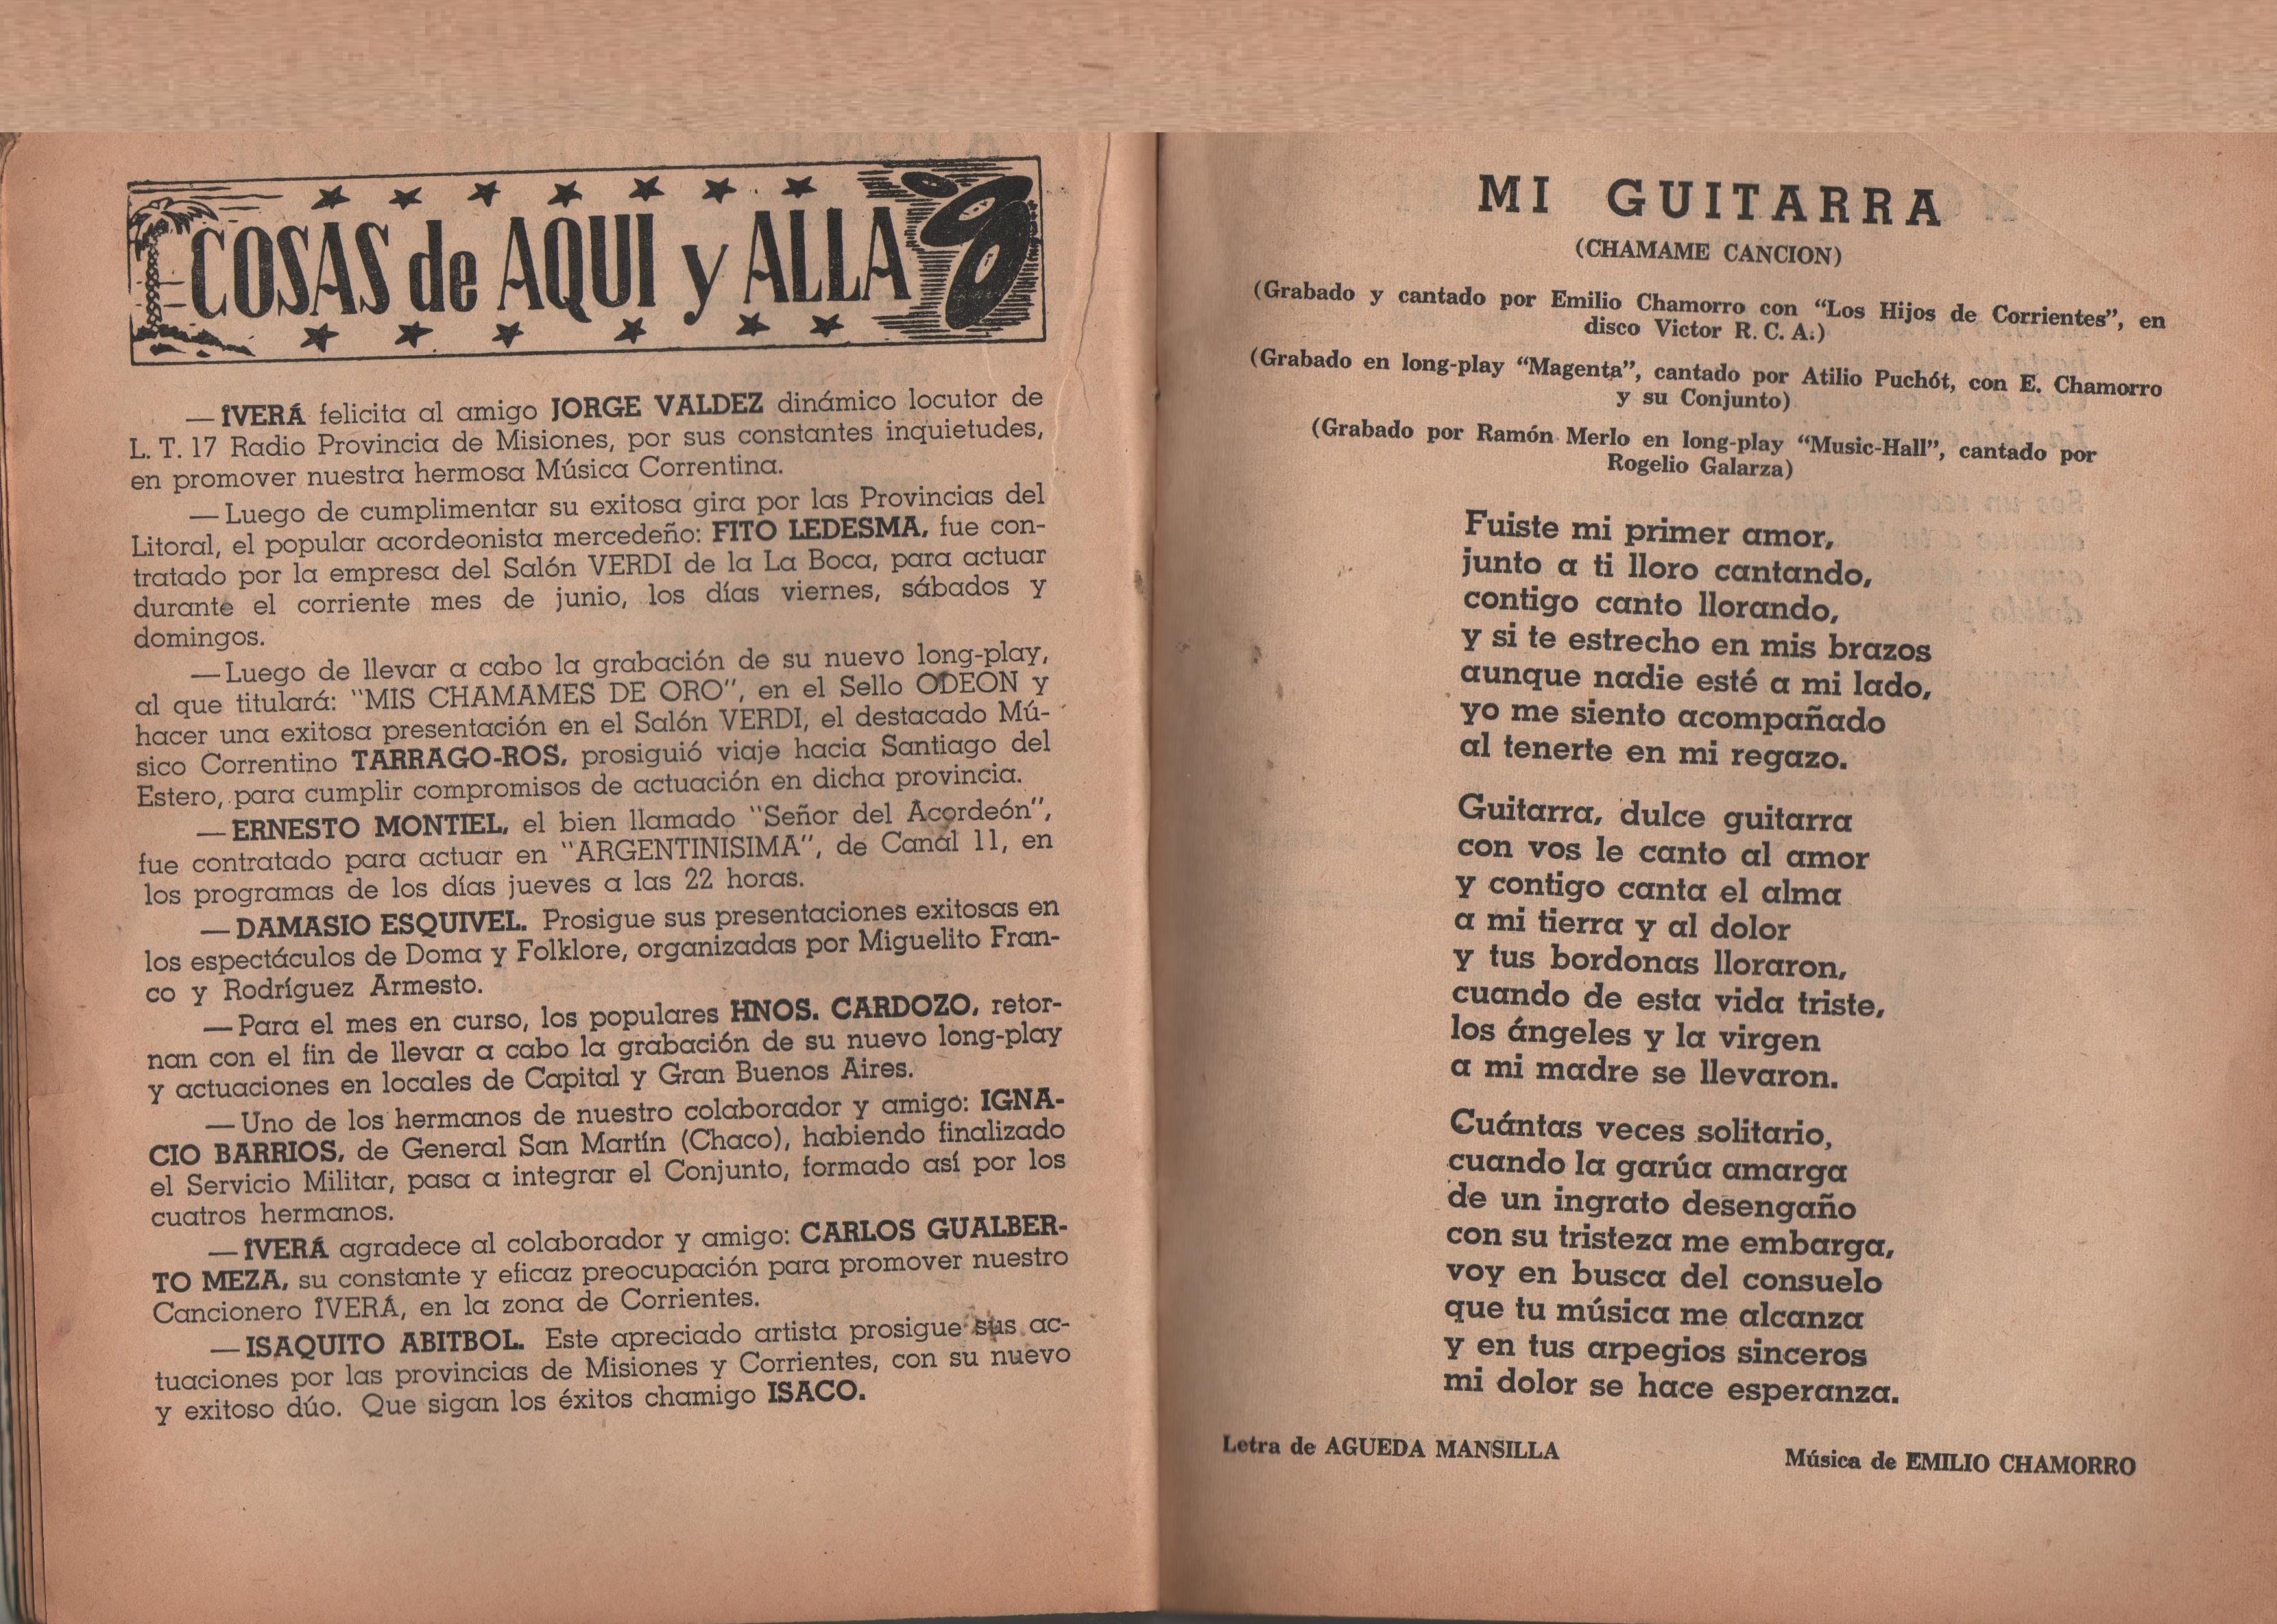 COSAS de AQUI y ALLA
— ÎVERÁ felicita al amigo JORGE VALDEZ dinámico locutor de
L. T. 17 Radio Provincia de Misiones, por sus constantes inquietudes,
en promover nuestra hermosa Música Correntina.
— Luego de cumplimentar su exitosa gira por las Provincias del
Litoral, el popular acordeonista mercedeño: FITO LEDESMA, fue con-
tratado por la empresa del Salón VERDI de la La Boca, para actuar
durante el corriente mes de junio, los días viernes, sábados y
domingos.
— Luego de llevar a cabo la grabación de su nuevo long-play,
al que titulará: "MIS CHAMAMES DE ORO", en el Sello ODEON y
hacer una exitosa presentación en el Salón VERDI, el destacado Mú-
sico Correntino TARRAGO-ROS, prosiguió viaje hacia Santiago del
Estero, para cumplir compromisos de actuación en dicha provincia.
— ERNESTO MONTIEL, el bien llamado "Señor del Acordeón",
fue contratado para actuar en "ARGENTINISIMA", de Canal 11, en
los programas de los días jueves a las 22 horas.
— DAMASIO ESQUIVEL. Prosigue sus presentaciones exitosas en
los espectáculos de Doma y Folklore, organizadas por Miguelito Fran-
co y Rodríguez Armesto.
— Para el mes en curso, los populares HNOS. CARDOZO, retor-
nan con el fin de llevar a cabo la grabación de su nuevo long-play
y actuaciones en locales de Capital y Gran Buenos Aires.
— Uno de los hermanos de nuestro colaborador y amigo: IGNA-
CIO BARRIOS, de General San Martín (Chaco), habiendo finalizado
el Servicio Militar, pasa a integrar el Conjunto, formado así por los
cuatros hermanos.
— ÎVERÁ agradece al colaborador y amigo: CARLOS GUALBER-
TO MEZA, su constante y eficaz preocupación para promover nuestro
Cancionero ÎVERÁ, en la zona de Corrientes.
— ISAQUITO ABITBOL. Este apreciado artista prosigue sus ac-
tuaciones por las provincias de Misiones y Corrientes, con su nuevo
y exitoso dúo. Que sigan los éxitos chamigo ISACO.
MI GUITARRA
(CHAMAME CANCION)
(Grabado y cantado por Emilio Chamorro con "Los Hijos de Corrientes", en
disco Victor R. C. A.)
(Grabado en long-play "Magenta", cantado por Atilio Puchót, con E. Chamorro
y su Conjunto)
(Grabado por Ramón Merlo en long-play "Music-Hall", cantado por
Rogelio Galarza)
Fuiste mi primer amor,
junto a ti lloro cantando,
contigo canto llorando,
y si te estrecho en mis brazos
aunque nadie esté a mi lado,
yo me siento acompañado
al tenerte en mi regazo.
Guitarra, dulce guitarra
con vos le canto al amor
y contigo canta el alma
a mi tierra y al dolor
y tus bordonas lloraron,
cuando de esta vida triste,
los ángeles y la virgen
a mi madre se llevaron.
Cuántas veces solitario,
cuando la garúa amarga
de un ingrato desengaño
con su tristeza me embarga,
voy en busca del consuelo
que tu música me alcanza
y en tus arpegios sinceros
mi dolor se hace esperanza.
Letra de AGUEDA MANSILLA
Música de EMILIO CHAMORRO